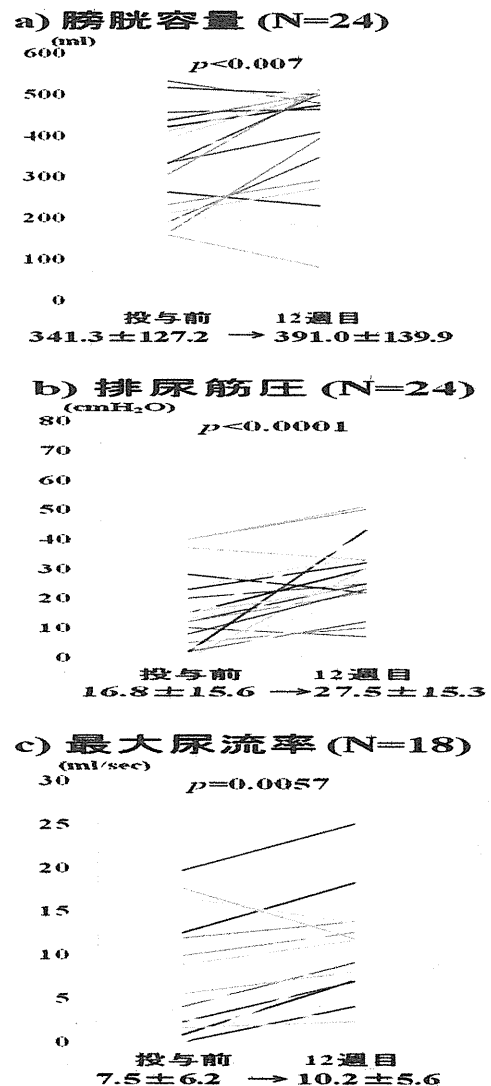 a) 膀胱容量 (N=24)
(ml)
p<0.007
600
500
400
300
200
100
0
投与前 12週目
341.3±127.2 → 391.0±139.9
b) 排尿筋圧 (N=24)
(cmH₂O)
p<0.0001
80
70
60
50
40
30
20
10
0
投与前 12週目
16.8±15.6 → 27.5±15.3
c) 最大尿流率 (N=18)
(ml/sec)
p=0.0057
30
25
20
15
10
5
0
投与前 12週目
7.5±6.2 → 10.2±5.6